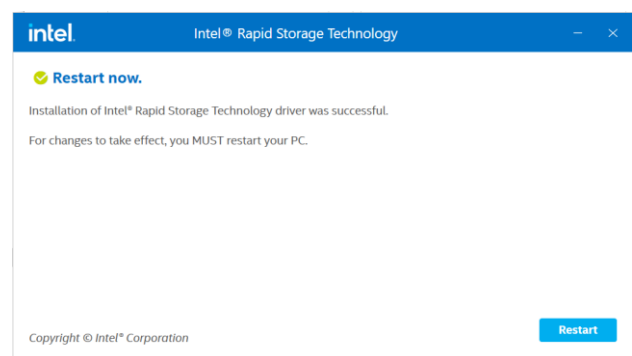 intel.
Intel® Rapid Storage Technology
Restart now.
Installation of Intel® Rapid Storage Technology driver was successful.
For changes to take effect, you MUST restart your PC.
Copyright © Intel® Corporation
Restart